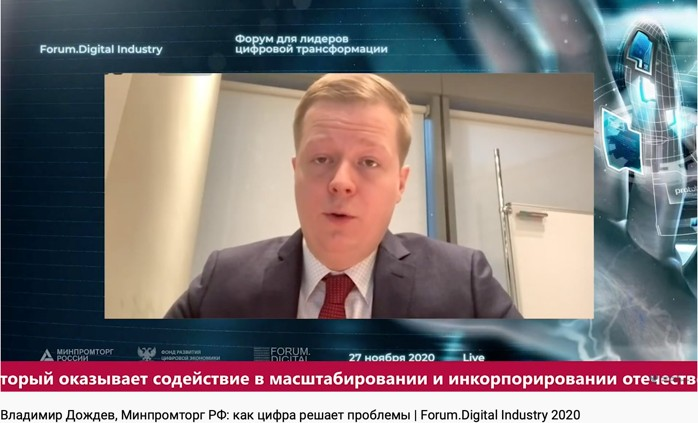 Forum.Digital Industry
Форум для лидеров
цифровой трансформации
МИНПРОМТОРГ
РОССИИ
ФОНД РАЗВИТИЯ
ЦИФРОВОЙ ЭКОНОМИКИ
FORUM.
DIGITAL
27 ноября 2020
Live
торый оказывает содействие в масштабировании и инкорпорировании отечеств
Владимир Дождев, Минпромторг РФ: как цифра решает проблемы | Forum.Digital Industry 2020